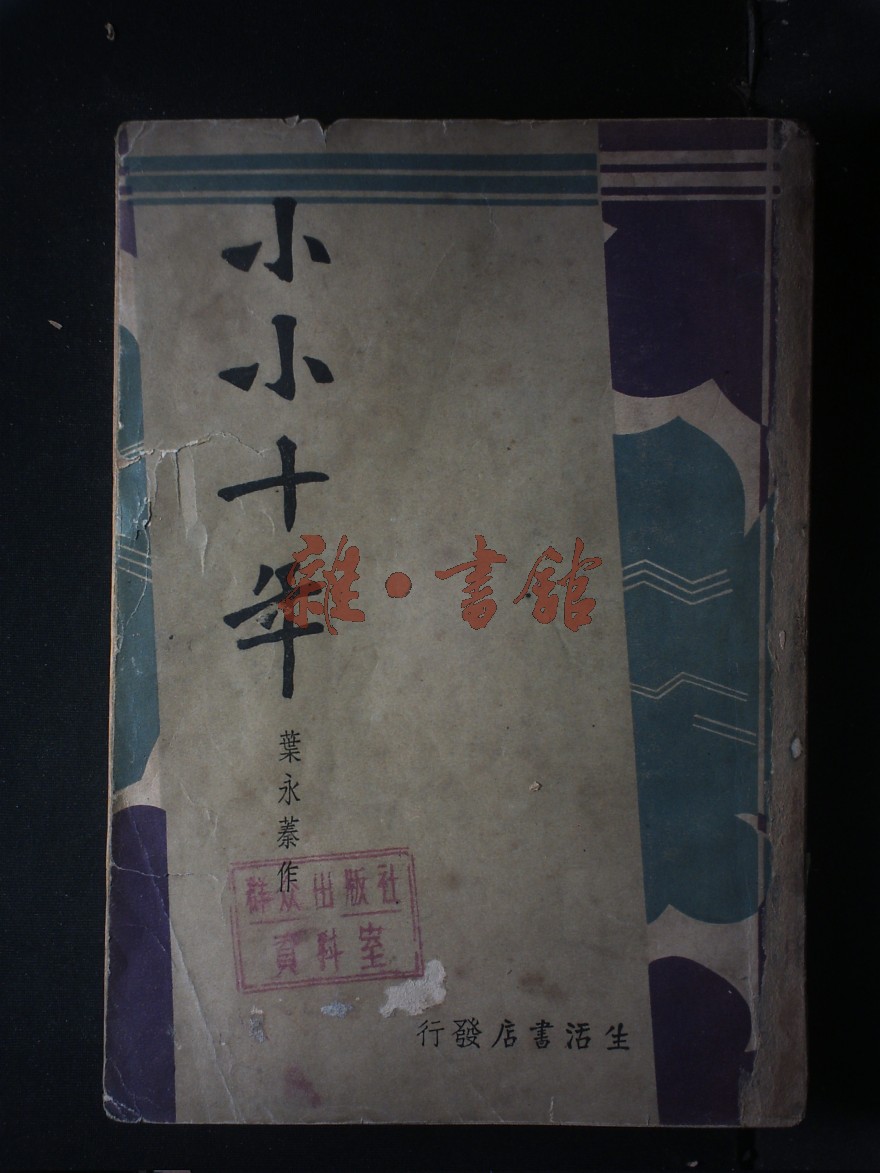 小小十年
葉永蓁作
雜·書館
群众出版社
資料室
生活書店發行